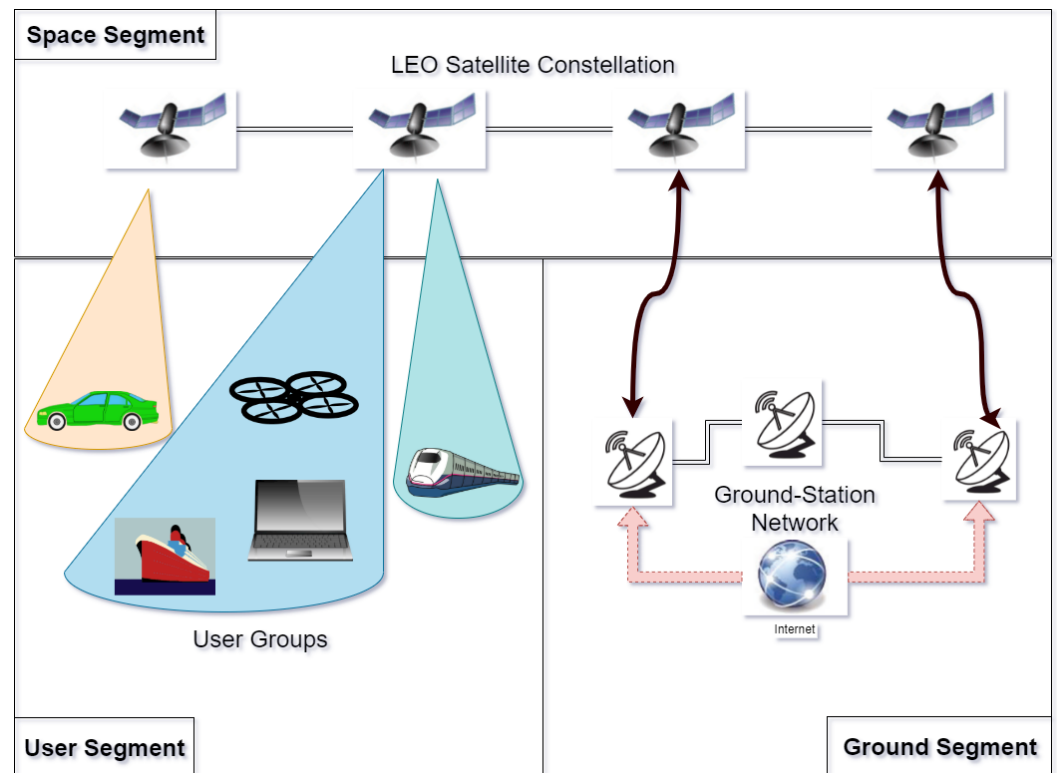 Space Segment
LEO Satellite Constellation
Ground-Station
Network
Internet
User Groups
User Segment
Ground Segment